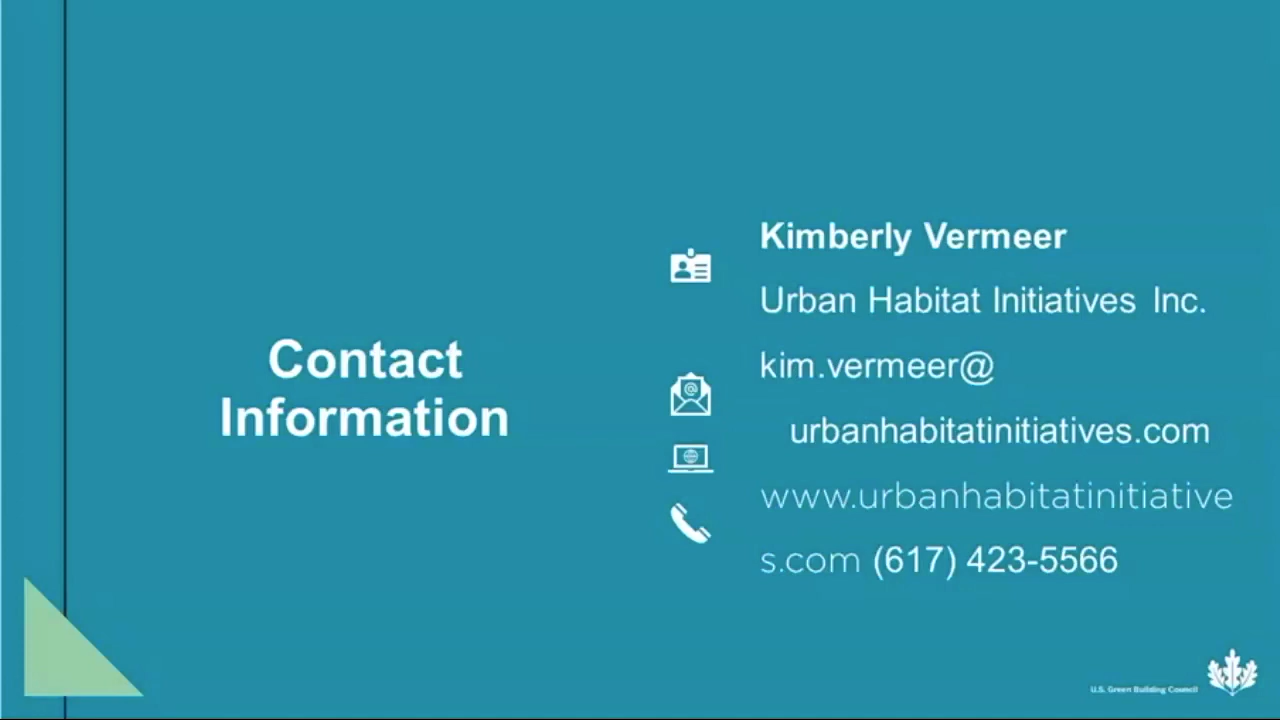 Contact
Information
Kimberly Vermeer
Urban Habitat Initiatives Inc.
kim.vermeer@
urbanhabitatinitiatives.com
www.urbanhabitatinitiative
s.com (617) 423-5566
U.S. Green Building Council